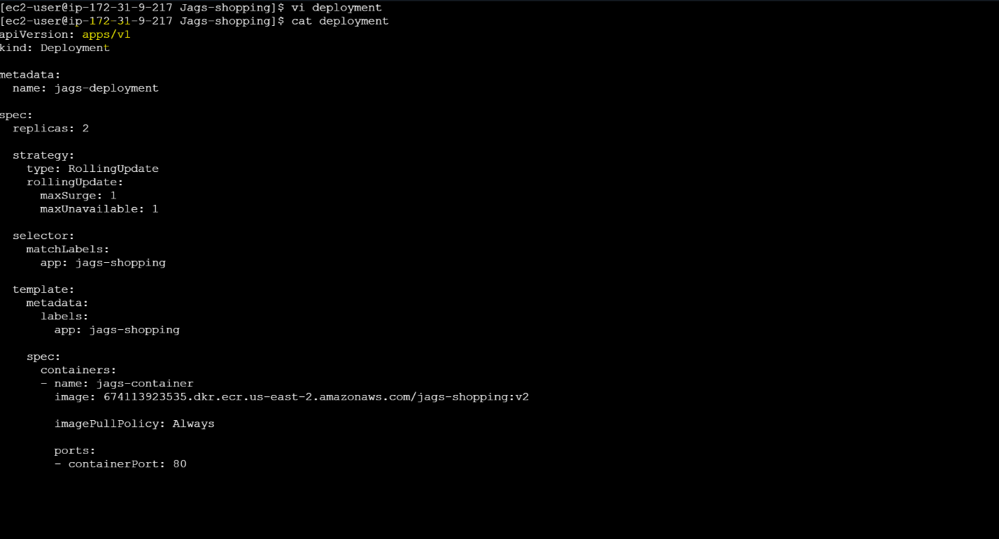 [ec2-user@ip-172-31-9-217 Jags-shopping]$ vi deployment
[ec2-user@ip-172-31-9-217 Jags-shopping]$ cat deployment
apiVersion: apps/v1
kind: Deployment
metadata:
  name: jags-deployment
spec:
  replicas: 2
  strategy:
    type: RollingUpdate
    rollingUpdate:
      maxSurge: 1
      maxUnavailable: 1
  selector:
    matchLabels:
      app: jags-shopping
  template:
    metadata:
      labels:
        app: jags-shopping
    spec:
      containers:
      - name: jags-container
        image: 674113923535.dkr.ecr.us-east-2.amazonaws.com/jags-shopping:v2
        imagePullPolicy: Always
        ports:
        - containerPort: 80